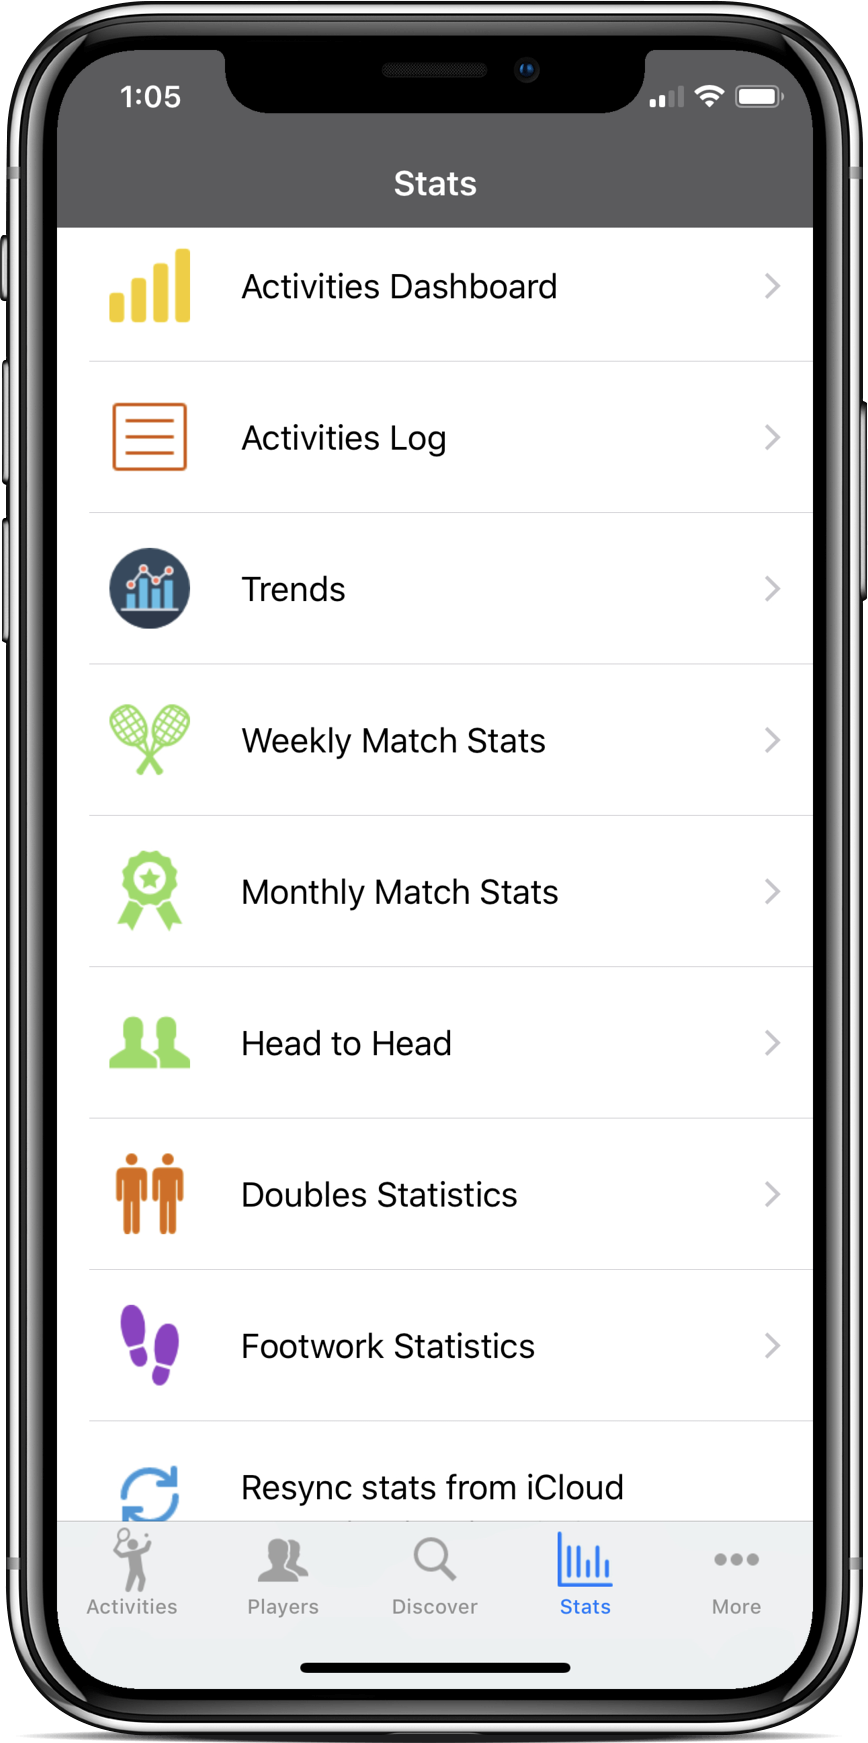 1:05
Stats
Activities Dashboard
Activities Log
Trends
Weekly Match Stats
Monthly Match Stats
Head to Head
Doubles Statistics
Footwork Statistics
Resync stats from iCloud
Activities
Players
Discover
Stats
More